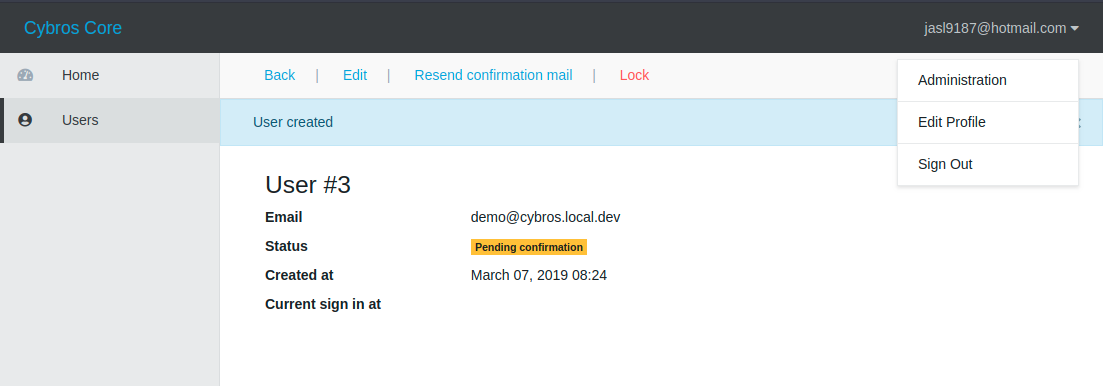 Cybros Core
jasl9187@hotmail.com
Home
Users
Back | Edit | Resend confirmation mail | Lock
Administration
Edit Profile
Sign Out
User created
User #3
Email demo@cybros.local.dev
Status Pending confirmation
Created at March 07, 2019 08:24
Current sign in at